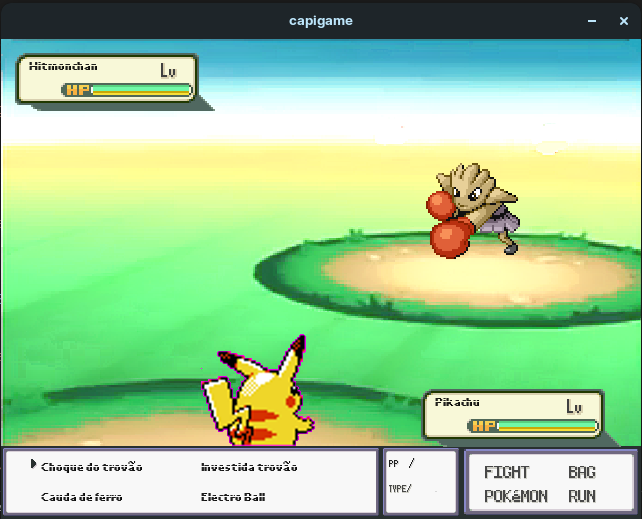 capigame
Hitmonchan Lv
HP
Pikachu Lv
HP
Choque do trovão Investida trovão
Cauda de ferro Electro Ball
PP /
TYPE/
FIGHT BAG
POKéMON RUN